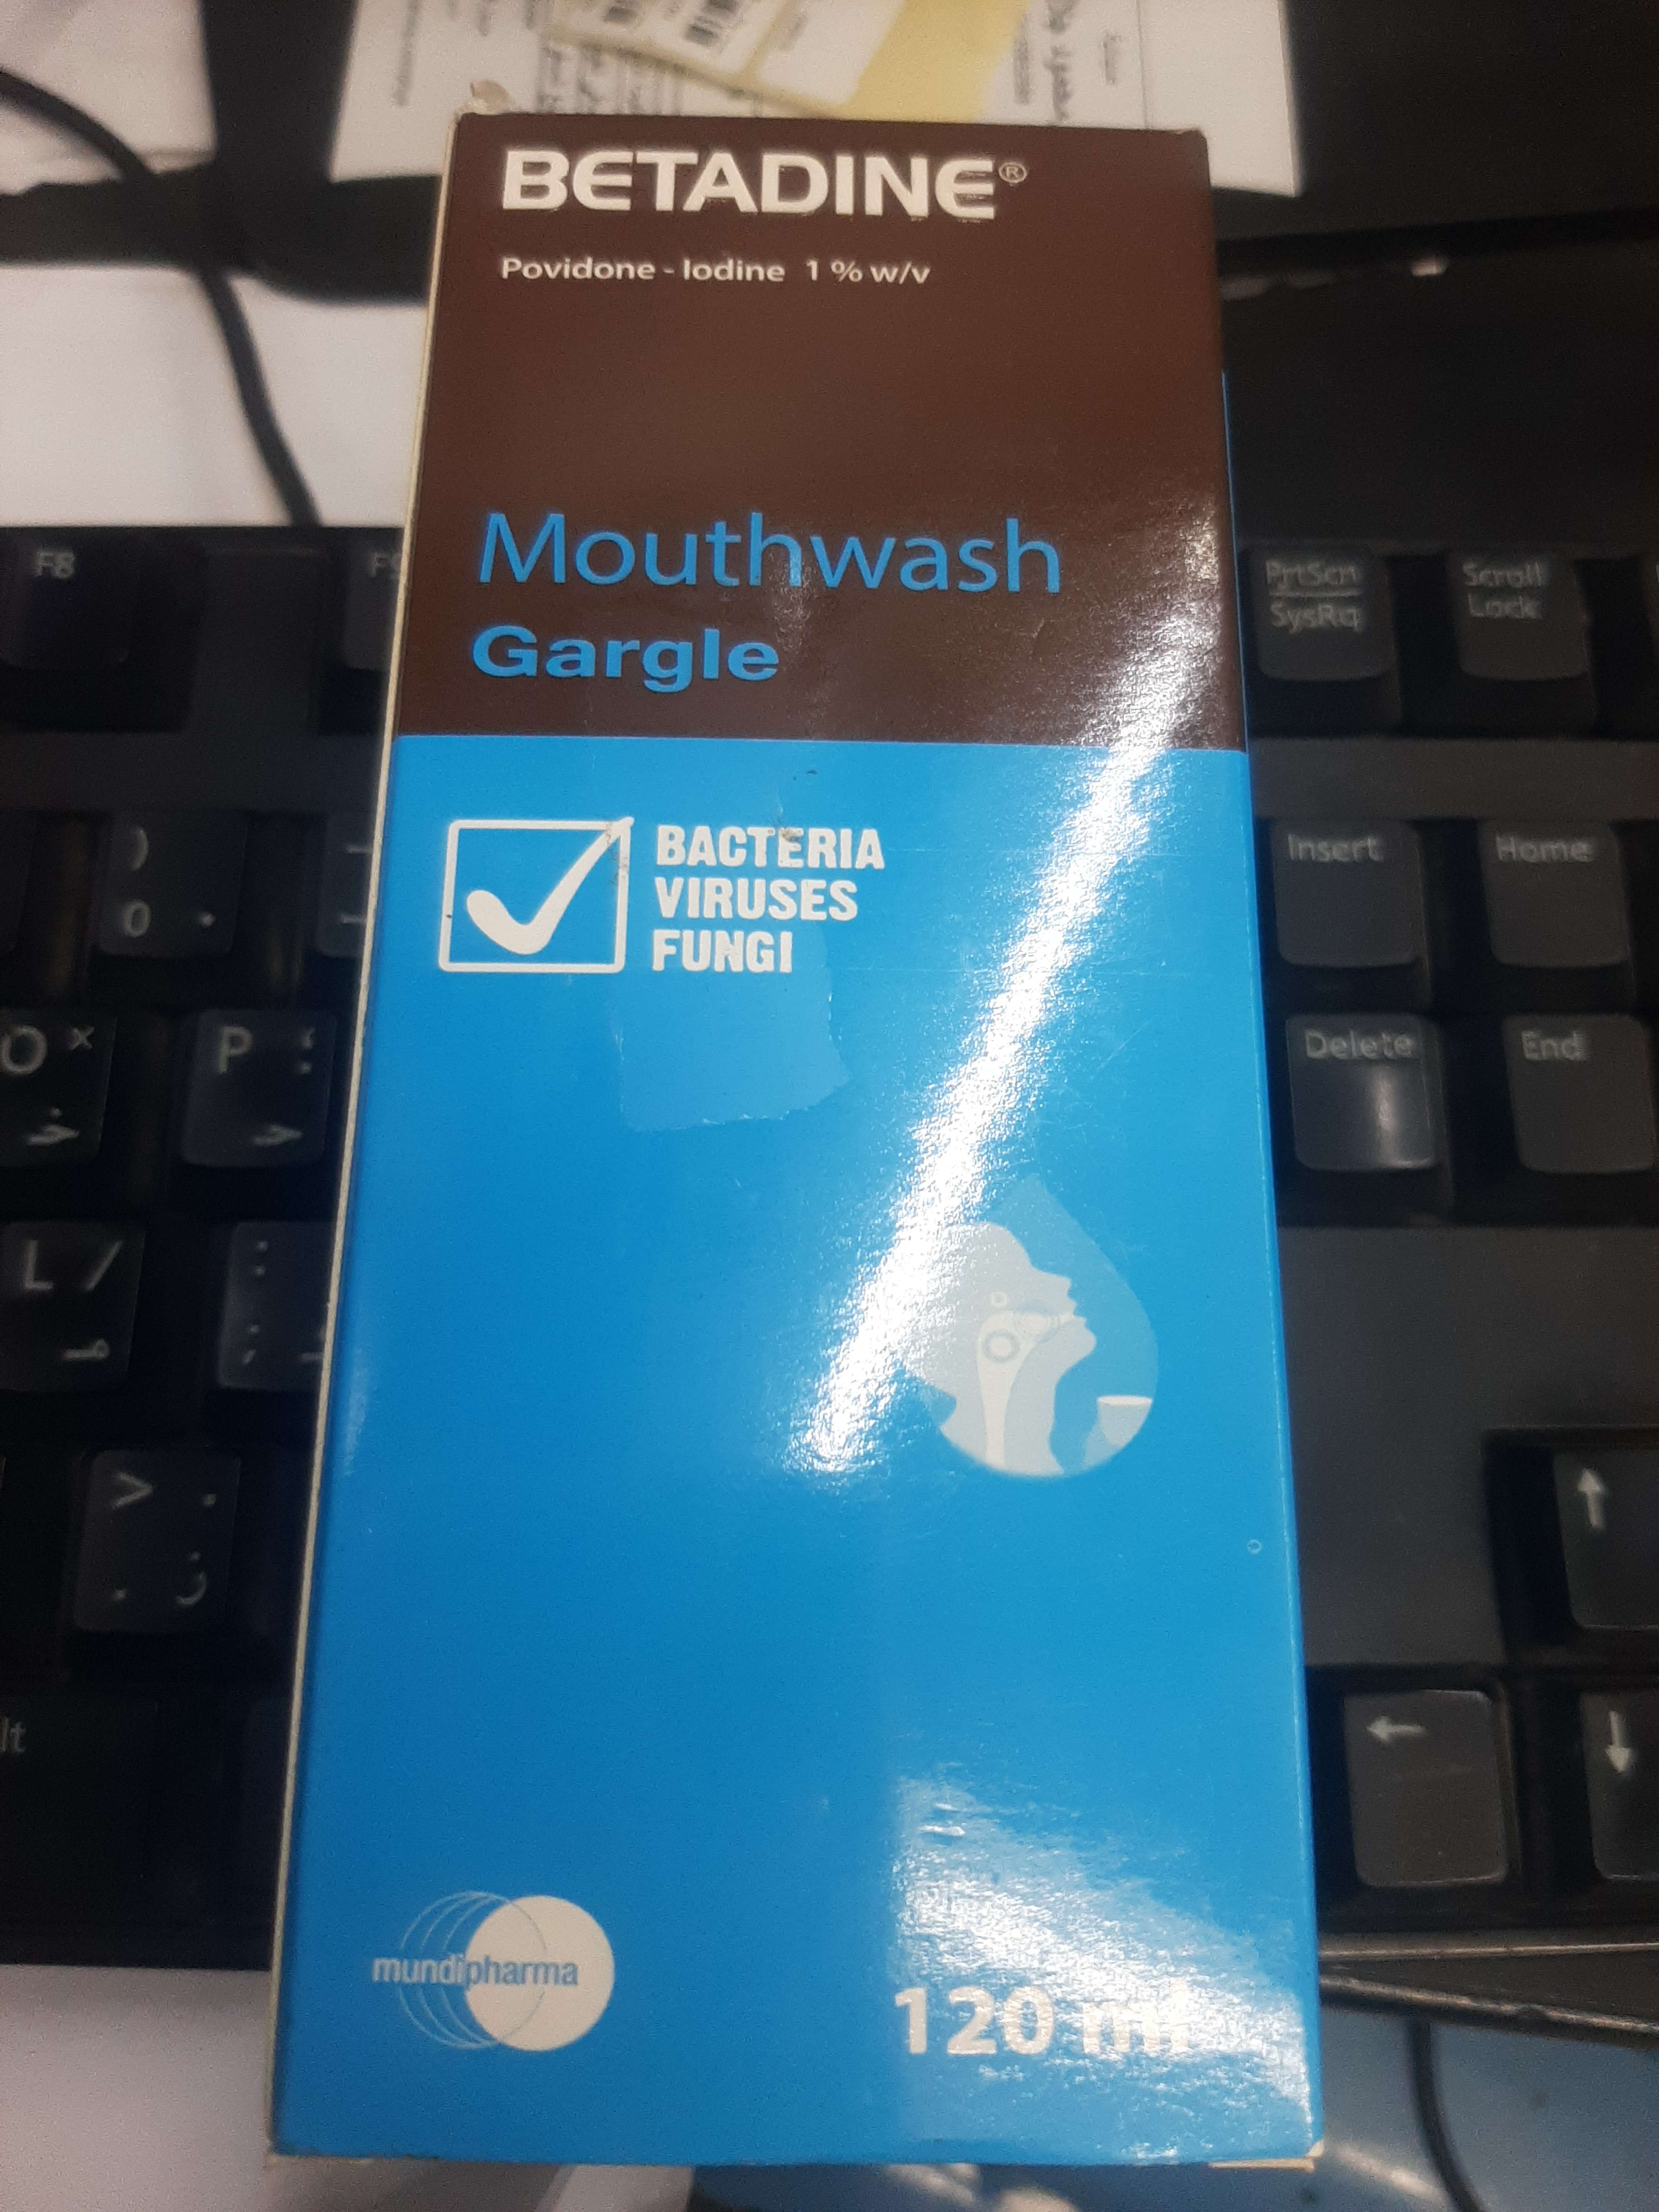 BETADINE®
Povidone - Iodine 1 % w/v
Mouthwash
Gargle
BACTERIA
VIRUSES
FUNGI
mundipharma
120 ml
F8
PrtScn
SysRq
Scroll
Lock
)
0
Insert
Home
O
P
Delete
End
L /
>
.